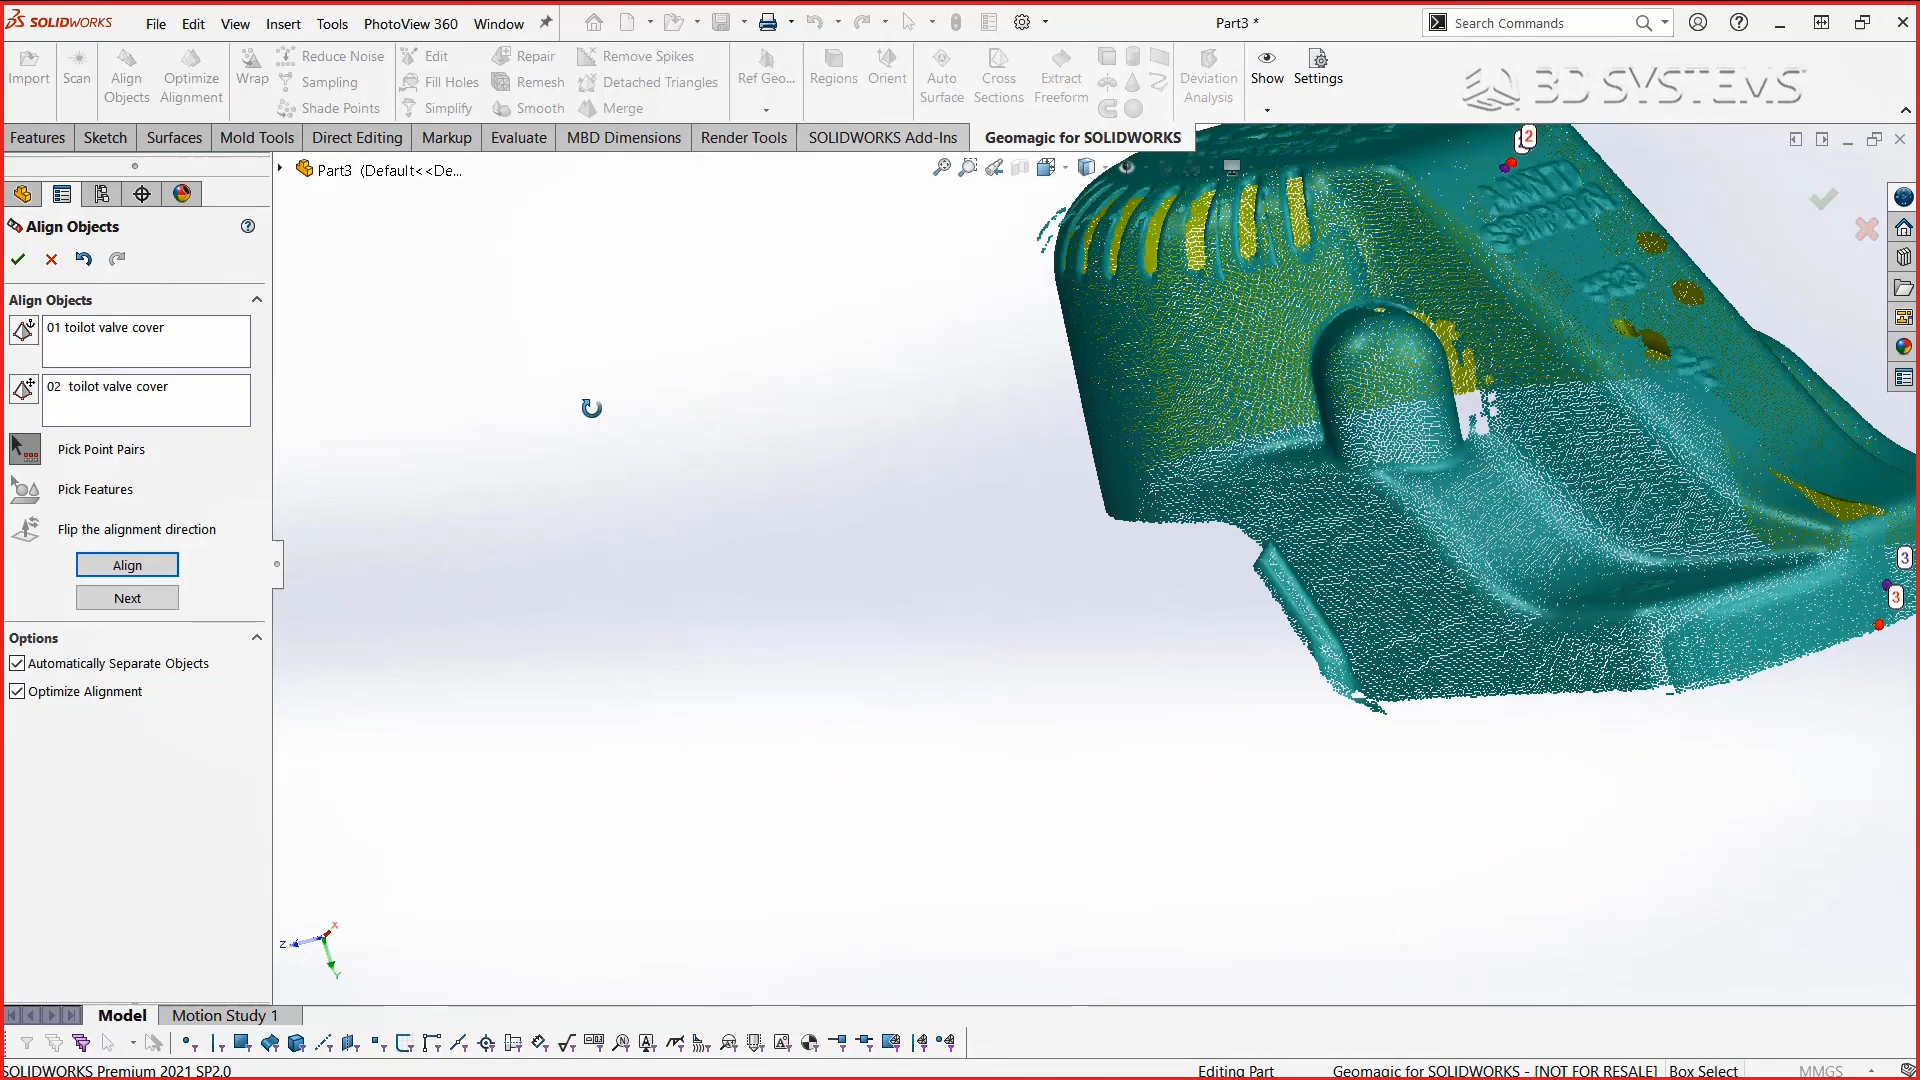 SOLIDWORKS
File
Edit
View
Insert
Tools
PhotoView 360
Window
Part3 *
Search Commands
Import
Scan
Align Objects
Optimize Alignment
Wrap
Reduce Noise
Sampling
Shade Points
Edit
Fill Holes
Simplify
Repair
Remesh
Smooth
Remove Spikes
Detached Triangles
Merge
Ref Geo...
Regions
Orient
Auto Surface
Cross Sections
Extract Freeform
Deviation Analysis
Show
Settings
3D SYSTEMS
Features
Sketch
Surfaces
Mold Tools
Direct Editing
Markup
Evaluate
MBD Dimensions
Render Tools
SOLIDWORKS Add-Ins
Geomagic for SOLIDWORKS
Part3 (Default<<De...
Align Objects
Align Objects
01 toilot valve cover
02 toilot valve cover
Pick Point Pairs
Pick Features
Flip the alignment direction
Align
Next
Options
Automatically Separate Objects
Optimize Alignment
2
3
3
X
Z
Y
Model
Motion Study 1
SOLIDWORKS Premium 2021 SP2.0
Editing Part
Geomagic for SOLIDWORKS - [NOT FOR RESALE]
Box Select
MMGS